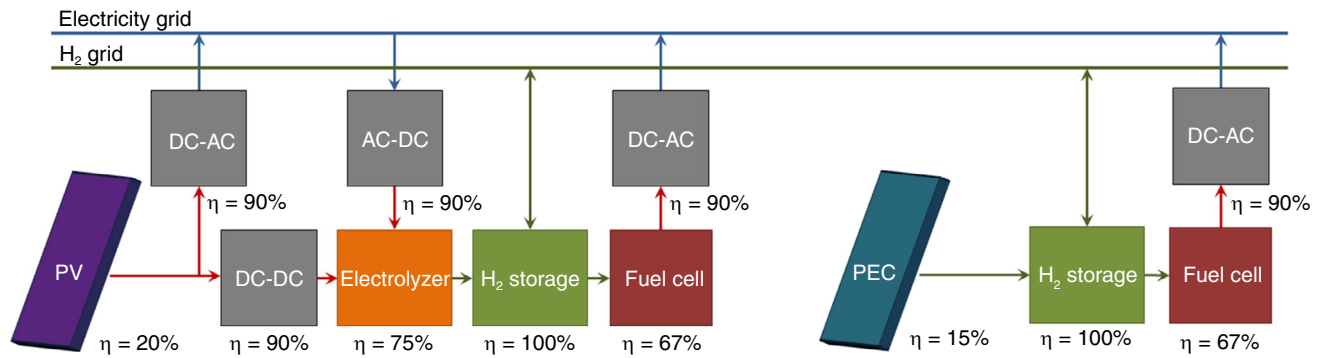 Electricity grid
H₂ grid
DC-AC
AC-DC
DC-AC
DC-AC
η = 90%
η = 90%
η = 90%
η = 90%
PV
DC-DC
Electrolyzer
H₂ storage
Fuel cell
PEC
H₂ storage
Fuel cell
η = 20%
η = 90%
η = 75%
η = 100%
η = 67%
η = 15%
η = 100%
η = 67%